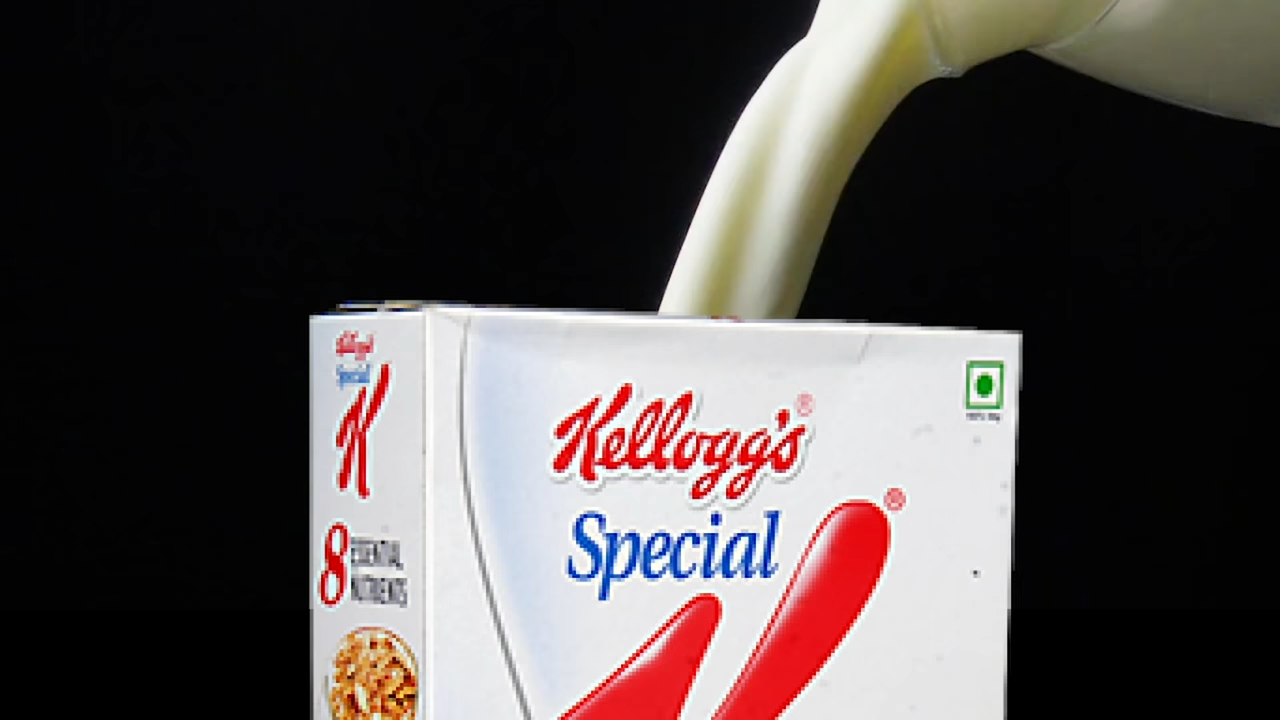 Kellogg's
Special
K
8 ESSENTIAL
NUTRIENTS
Kellogg's®
Special
K®